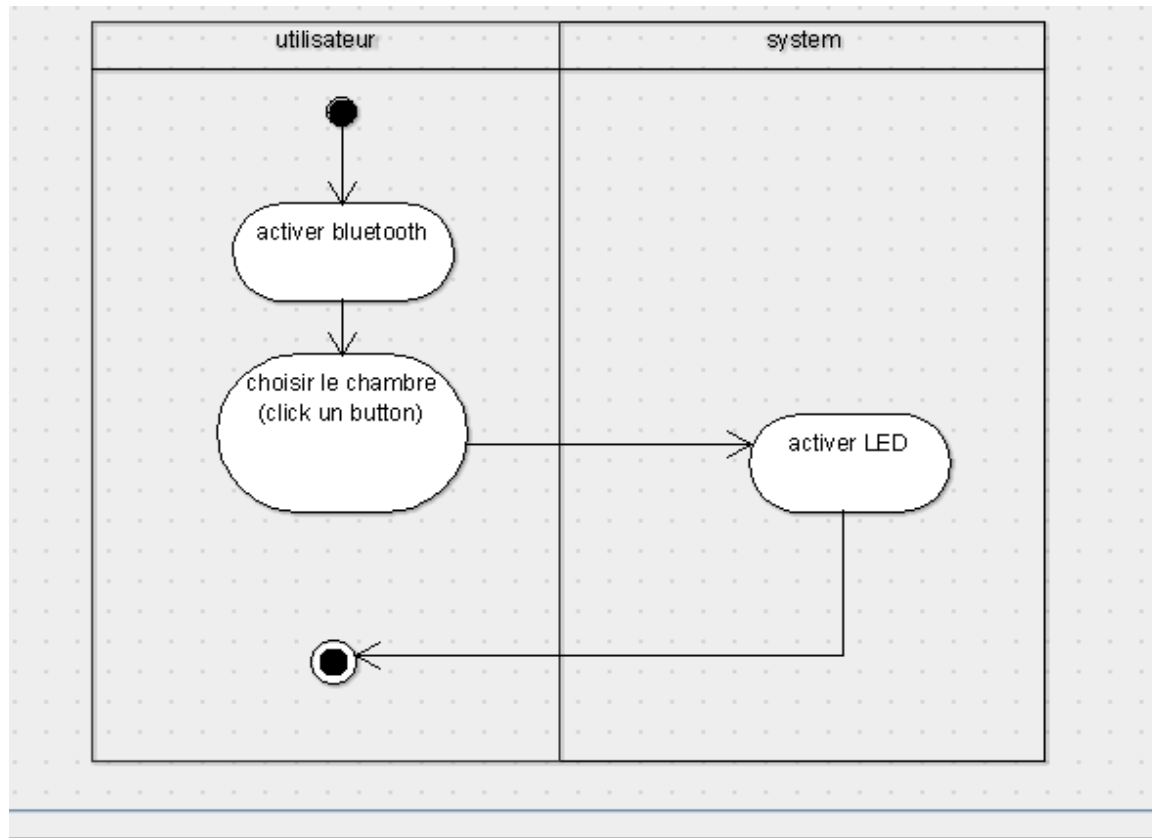 utilisateur
system
activer bluetooth
choisir le chambre
(click un button)
activer LED